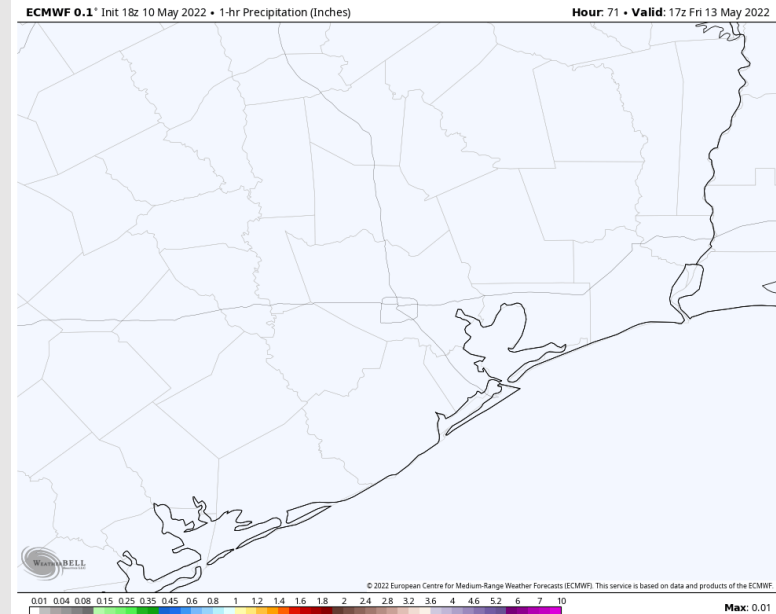 ECMWF 0.1° Init 18z 10 May 2022 • 1-hr Precipitation (Inches)
Hour: 71 • Valid: 17z Fri 13 May 2022
WEATHERBELL
© 2022 European Centre for Medium-Range Weather Forecasts (ECMWF). This service is based on data and products of the ECMWF.
0.01 0.04 0.08 0.15 0.25 0.35 0.45 0.6 0.8 1 1.2 1.4 1.6 1.8 2 2.4 2.8 3.2 3.6 4 4.6 5.2 6 7 10
Max: 0.01